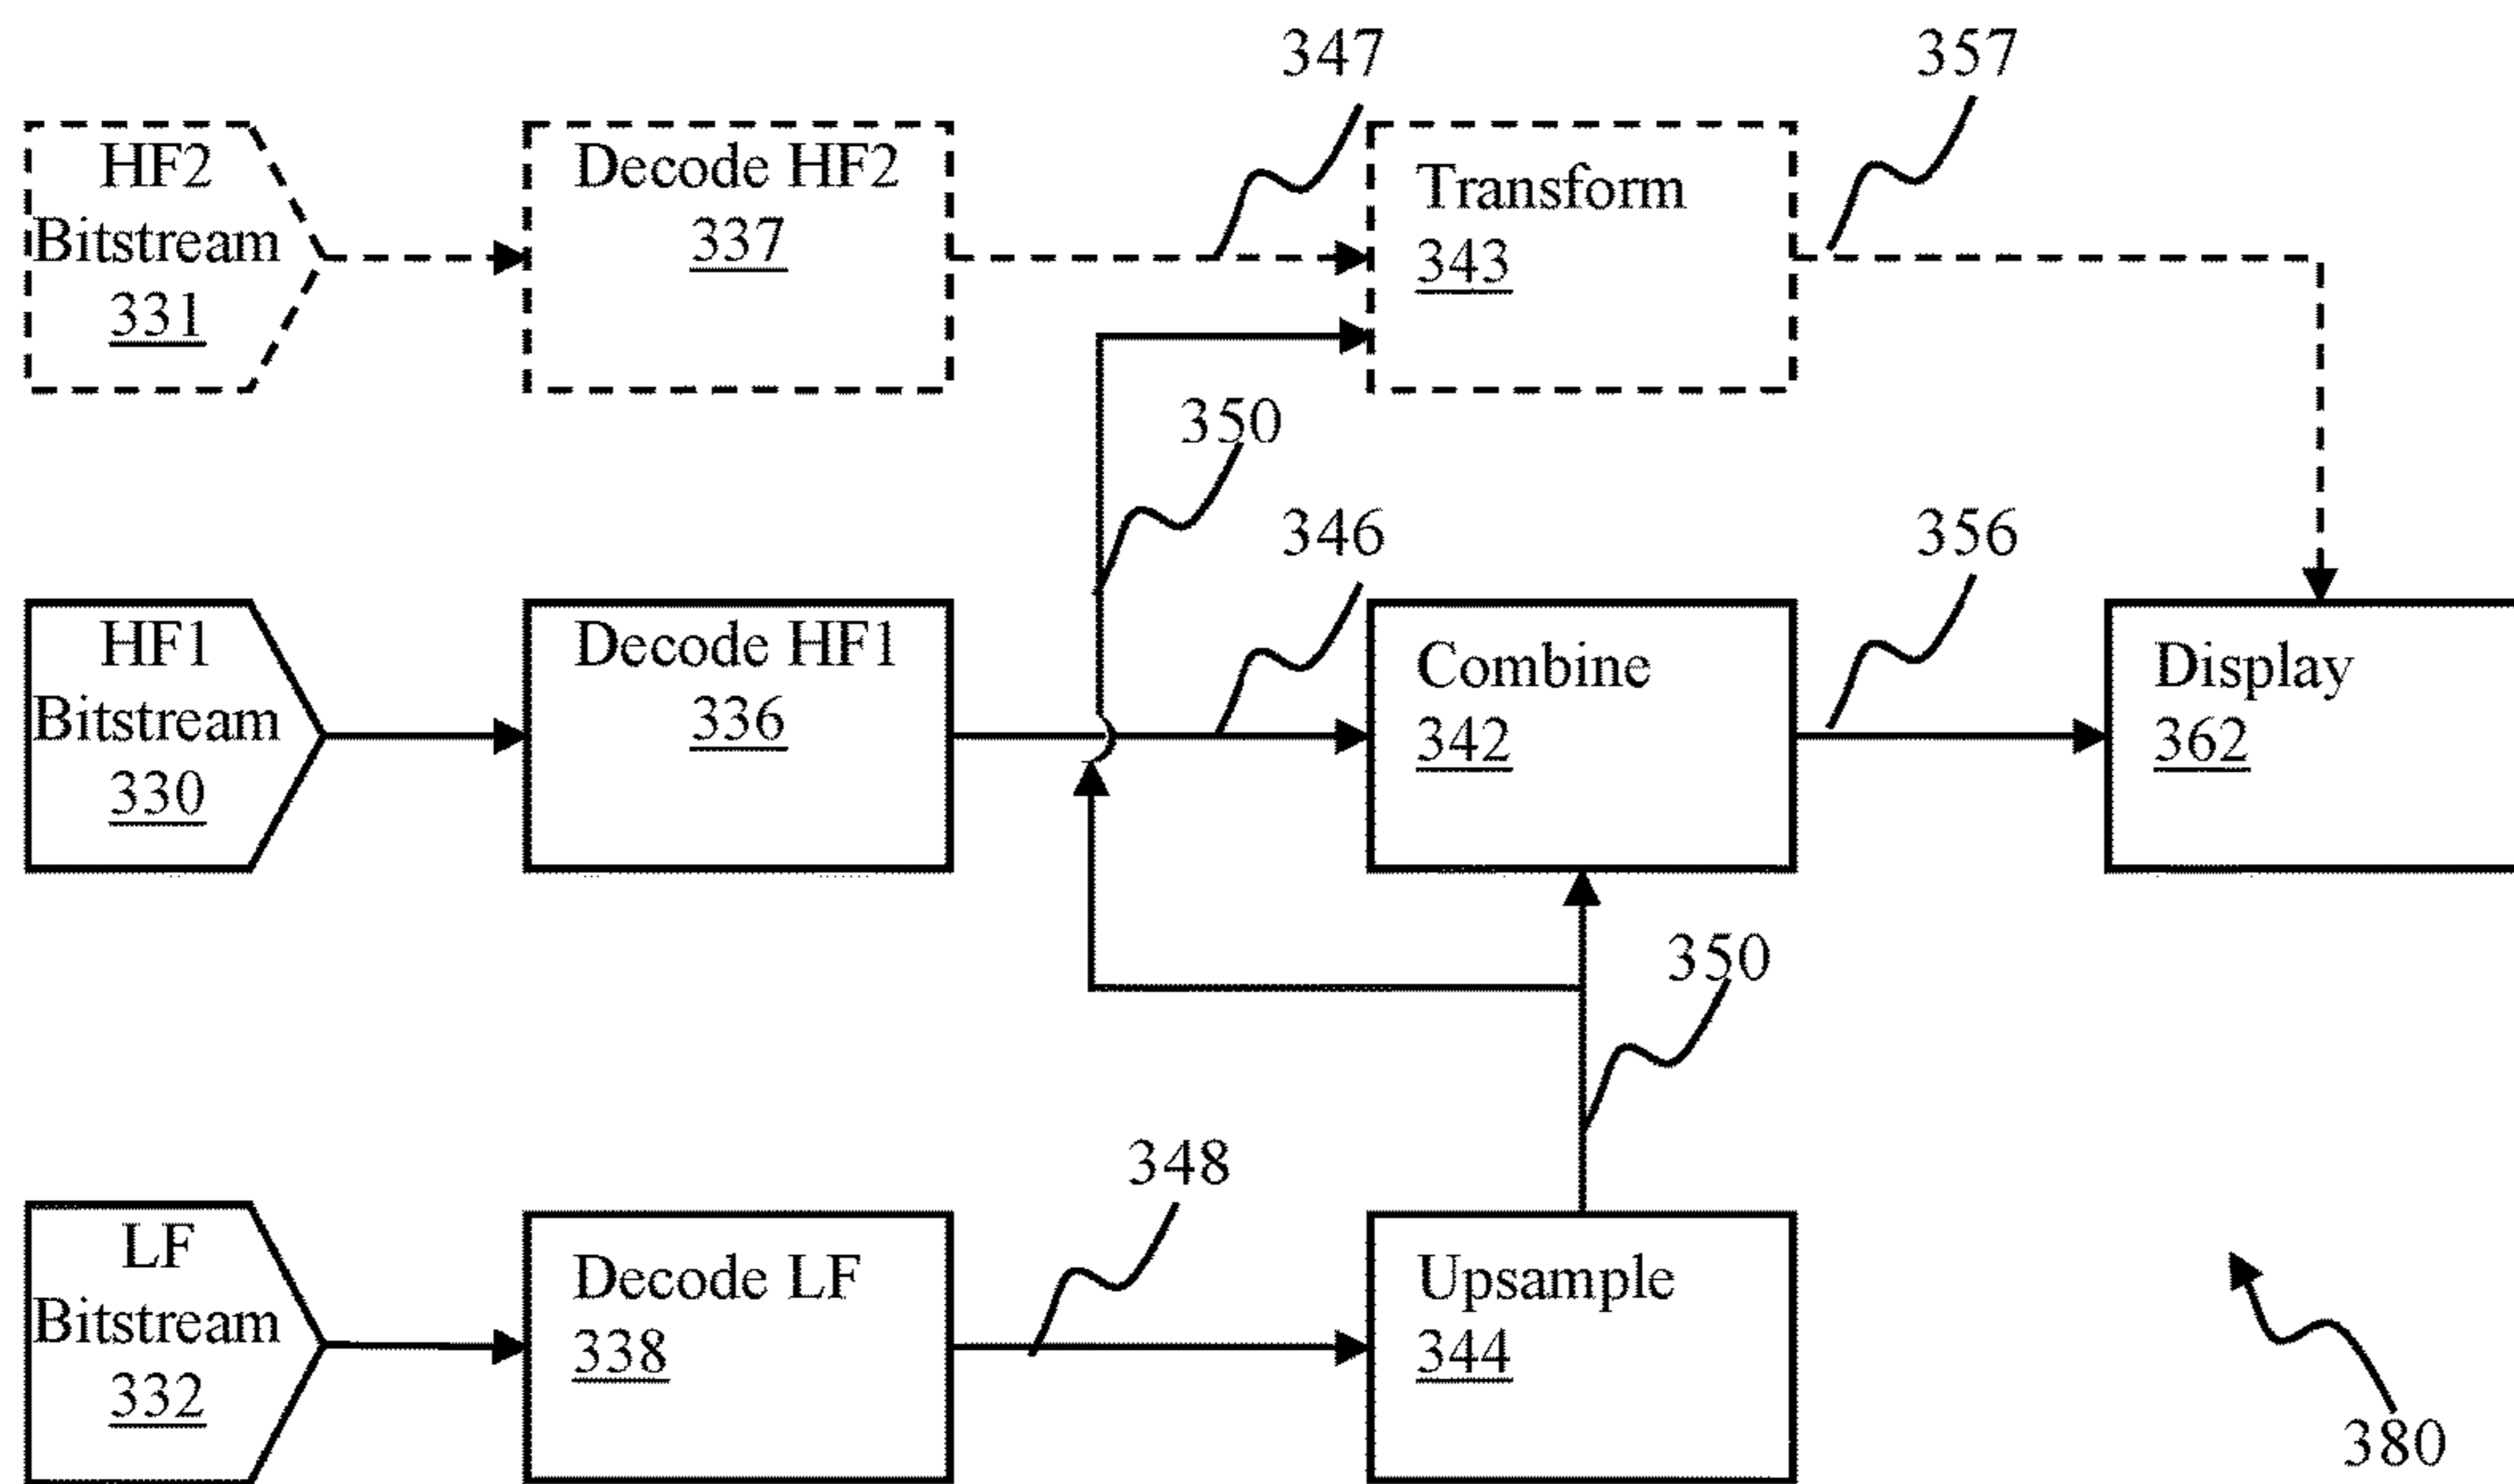 347
357
HF2
Bitstream
331
Decode HF2
337
Transform
343
350
346
356
HF1
Bitstream
330
Decode HF1
336
Combine
342
Display
362
350
348
LF
Bitstream
332
Decode LF
338
Upsample
344
380